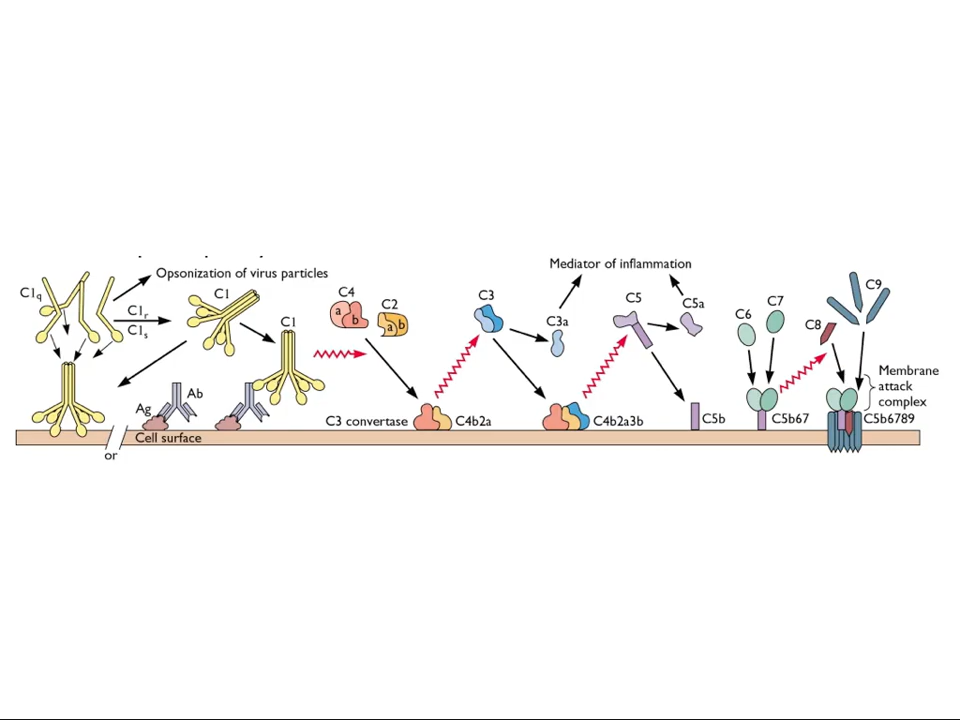 Opsonization of virus particles
Mediator of inflammation
C1q
C1r
C1s
C1
C1
C4
a
b
C2
a
b
C3
C3a
C5
C5a
C6
C7
C8
C9
Membrane
attack
complex
Ag
Ab
C3 convertase
C4b2a
C4b2a3b
C5b
C5b67
C5b6789
Cell surface
or